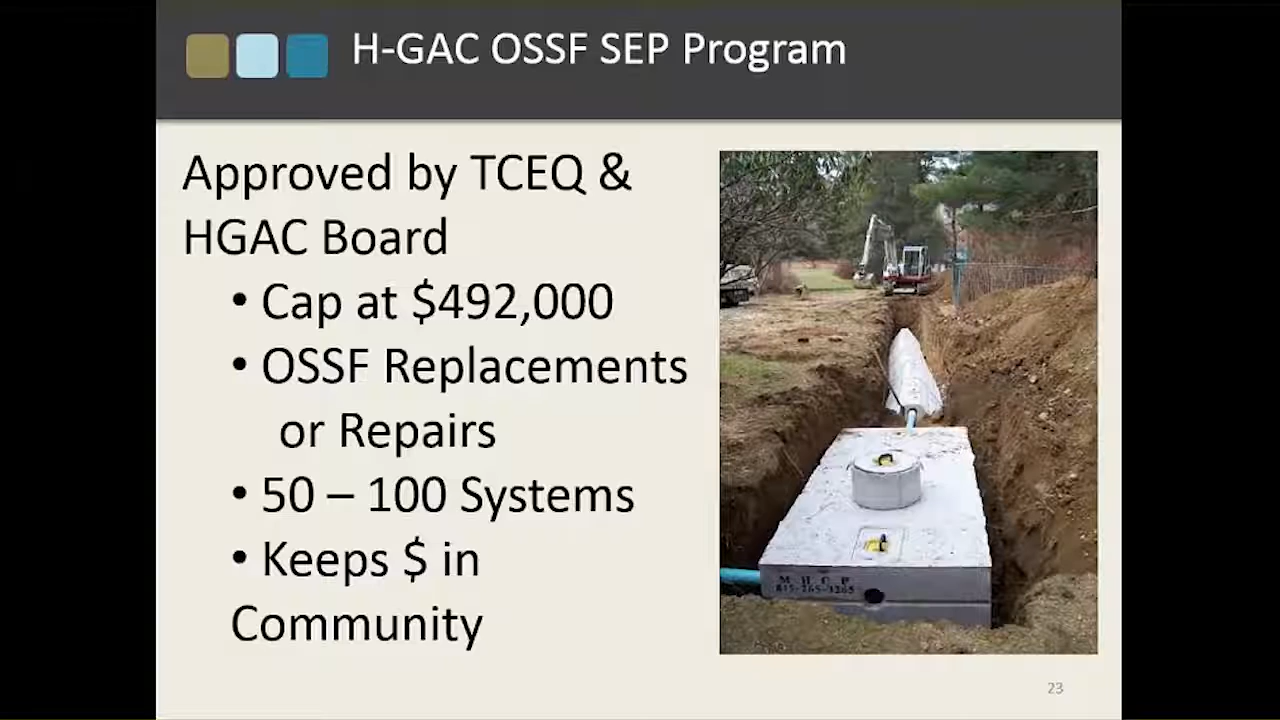 H-GAC OSSF SEP Program
Approved by TCEQ &
HGAC Board
• Cap at $492,000
• OSSF Replacements
or Repairs
• 50 – 100 Systems
• Keeps $ in
Community
M H C P
23